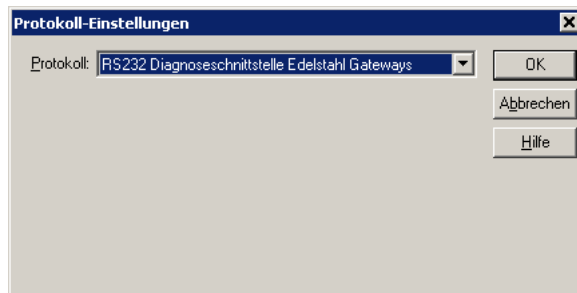 Protokoll-Einstellungen
Protokoll: RS232 Diagnoseschnittstelle Edelstahl Gateways
OK
Abbrechen
Hilfe